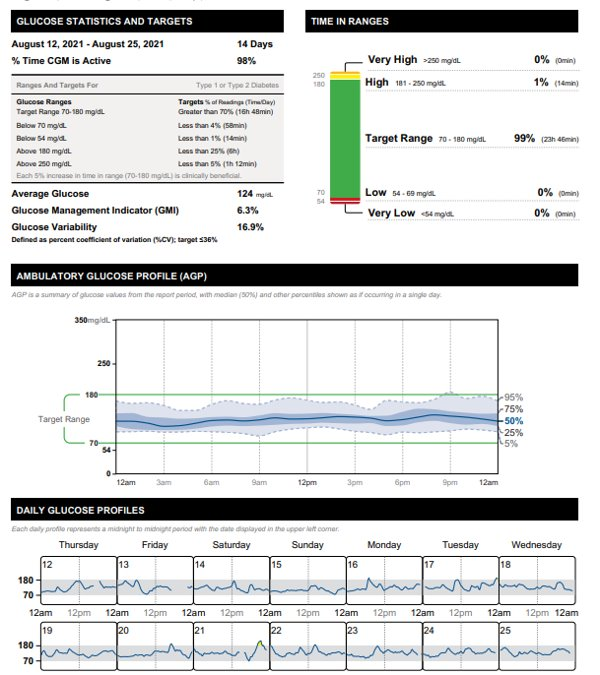 GLUCOSE STATISTICS AND TARGETS
August 12, 2021 - August 25, 2021 14 Days
% Time CGM is Active 98%
Ranges And Targets For Type 1 or Type 2 Diabetes
Glucose Ranges Targets % of Readings (Time/Day)
Target Range 70-180 mg/dL Greater than 70% (16h 48min)
Below 70 mg/dL Less than 4% (58min)
Below 54 mg/dL Less than 1% (14min)
Above 180 mg/dL Less than 25% (6h)
Above 250 mg/dL Less than 5% (1h 12min)
Each 5% increase in time in range (70-180 mg/dL) is clinically beneficial.
Average Glucose 124 mg/dL
Glucose Management Indicator (GMI) 6.3%
Glucose Variability 16.9%
Defined as percent coefficient of variation (%CV); target ≤36%
TIME IN RANGES
Very High >250 mg/dL 0% (0min)
250
High 181 - 250 mg/dL 1% (14min)
180
Target Range 70 - 180 mg/dL 99% (23h 46min)
70
Low 54 - 69 mg/dL 0% (0min)
54
Very Low <54 mg/dL 0% (0min)
AMBULATORY GLUCOSE PROFILE (AGP)
AGP is a summary of glucose values from the report period, with median (50%) and other percentiles shown as if occurring in a single day.
350mg/dL
250
180
95%
75%
Target Range
50%
25%
70
5%
54
0
12am 3am 6am 9am 12pm 3pm 6pm 9pm 12am
DAILY GLUCOSE PROFILES
Each daily profile represents a midnight to midnight period with the date displayed in the upper left corner.
Thursday Friday Saturday Sunday Monday Tuesday Wednesday
12 13 14 15 16 17 18
180
70
12am 12pm 12am 12pm 12am 12pm 12am 12pm 12am 12pm 12am 12pm 12am 12pm 12am
19 20 21 22 23 24 25
180
70